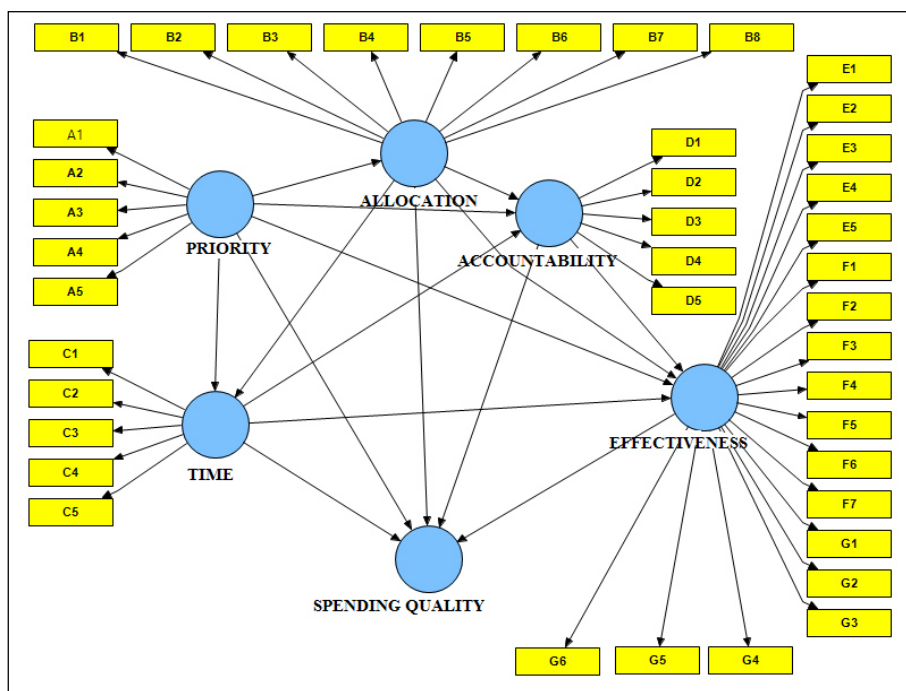 B1 B2 B3 B4 B5 B6 B7 B8
E1
E2
E3
E4
E5
F1
F2
F3
F4
F5
F6
F7
G1
G2
G3
A1
A2
A3
A4
A5
ALLOCATION
PRIORITY
D1
D2
D3
D4
D5
ACCOUNTABILITY
C1
C2
C3
C4
C5
TIME
EFFECTIVENESS
SPENDING QUALITY
G6 G5 G4